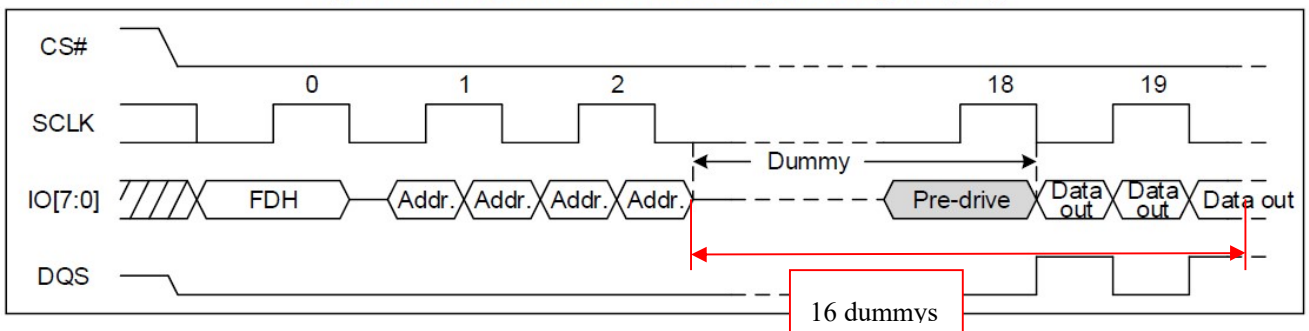 CS#
0 1 2 18 19
SCLK
Dummy
IO[7:0] FDH Addr. Addr. Addr. Addr. Pre-drive Data out Data out Data out
DQS
16 dummys